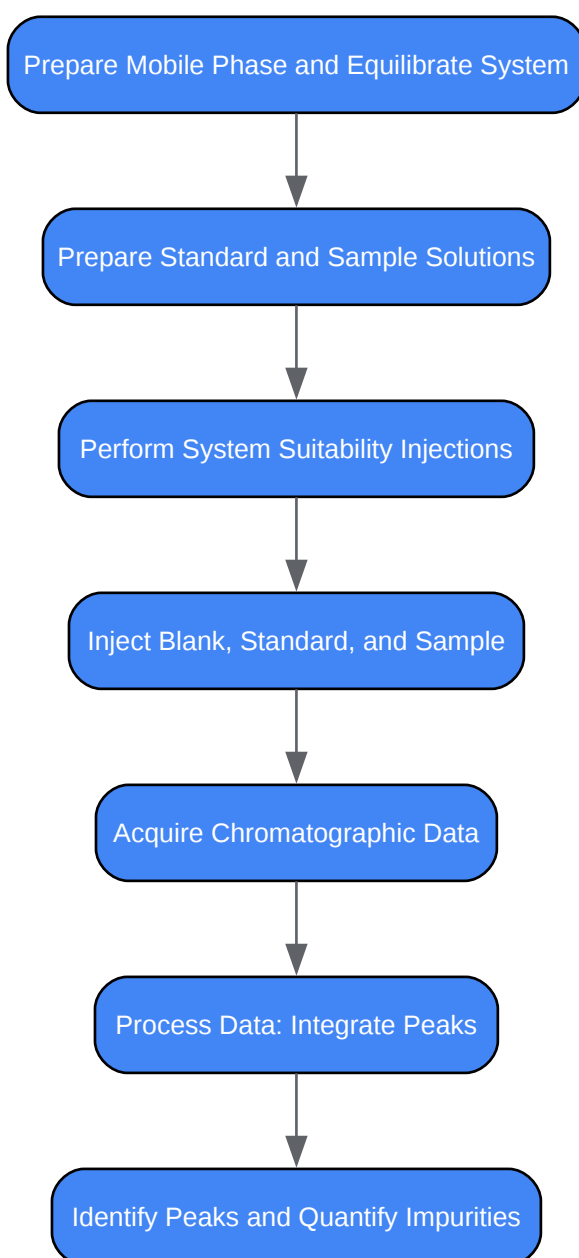 Prepare Mobile Phase and Equilibrate System
Prepare Standard and Sample Solutions
Perform System Suitability Injections
Inject Blank, Standard, and Sample
Acquire Chromatographic Data
Process Data: Integrate Peaks
Identify Peaks and Quantify Impurities